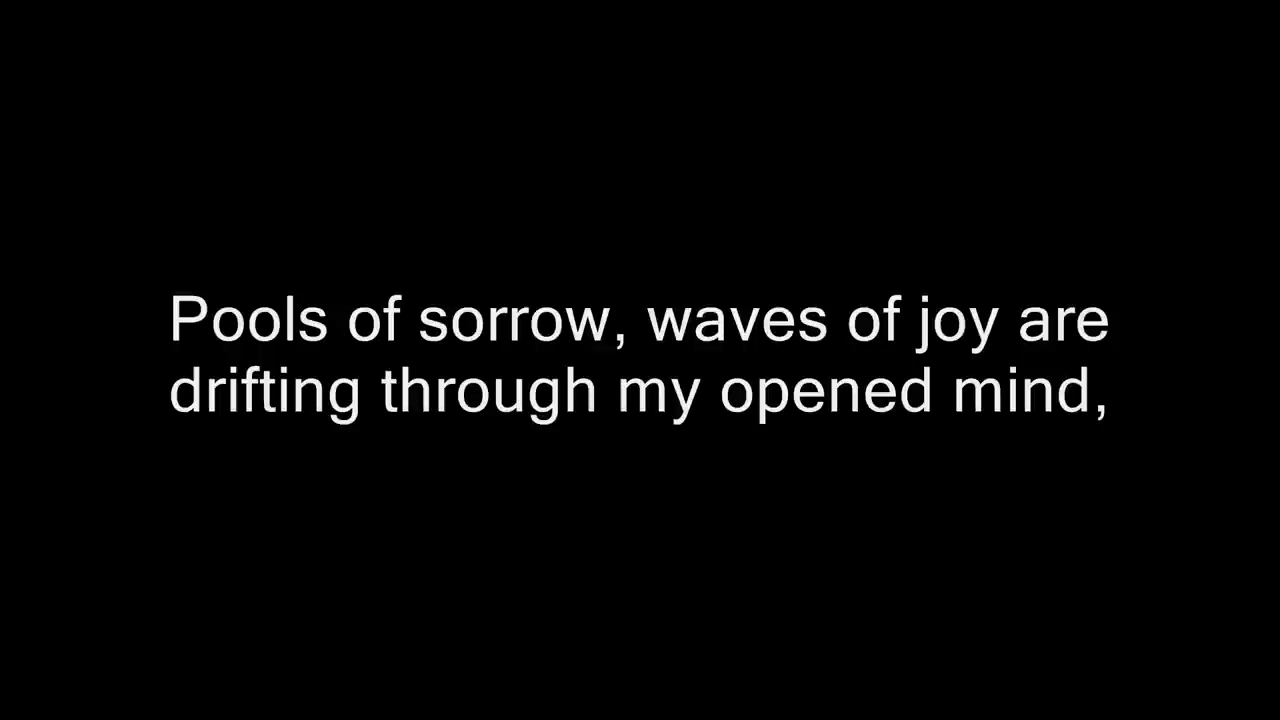 Pools of sorrow, waves of joy are
drifting through my opened mind,